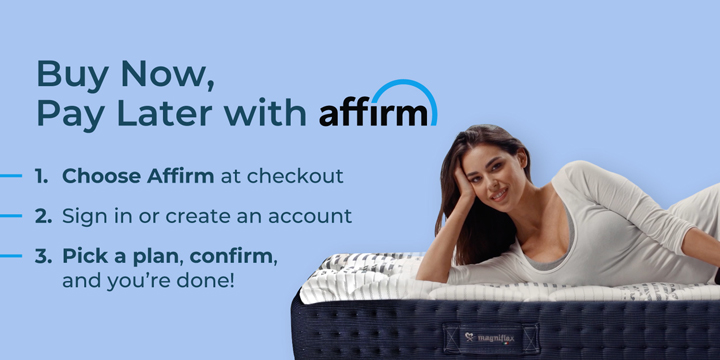 Buy Now,
Pay Later with affirm
1. Choose Affirm at checkout
2. Sign in or create an account
3. Pick a plan, confirm,
and you're done!
magniflex